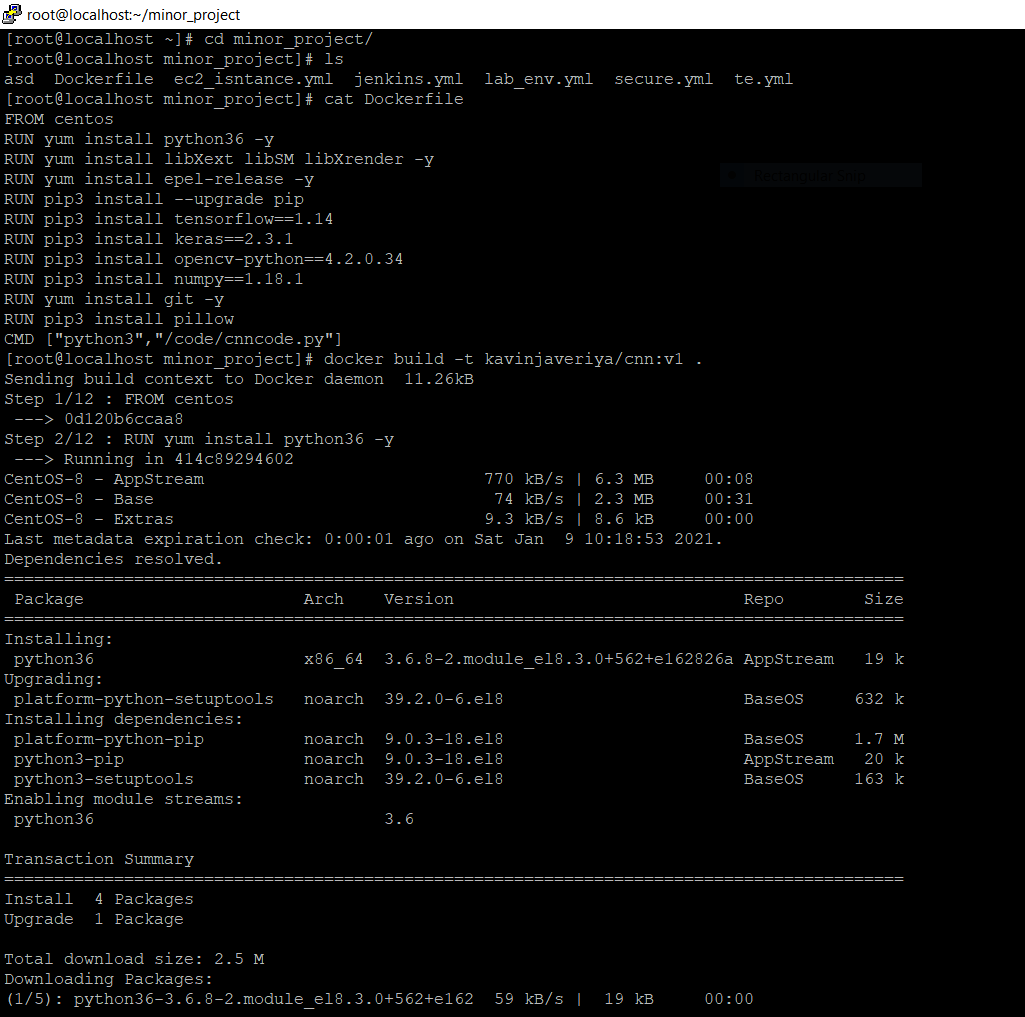 root@localhost:~/minor_project
[root@localhost ~]# cd minor_project/
[root@localhost minor_project]# ls
asd  Dockerfile  ec2_isntance.yml  jenkins.yml  lab_env.yml  secure.yml  te.yml
[root@localhost minor_project]# cat Dockerfile
FROM centos
RUN yum install python36 -y
RUN yum install libXext libSM libXrender -y
RUN yum install epel-release -y
Rectangular Snip
RUN pip3 install --upgrade pip
RUN pip3 install tensorflow==1.14
RUN pip3 install keras==2.3.1
RUN pip3 install opencv-python==4.2.0.34
RUN pip3 install numpy==1.18.1
RUN yum install git -y
RUN pip3 install pillow
CMD ["python3","/code/cnncode.py"]
[root@localhost minor_project]# docker build -t kavinjaveriya/cnn:v1 .
Sending build context to Docker daemon  11.26kB
Step 1/12 : FROM centos
 ---> 0d120b6ccaa8
Step 2/12 : RUN yum install python36 -y
 ---> Running in 414c89294602
CentOS-8 - AppStream                            770 kB/s | 6.3 MB     00:08
CentOS-8 - Base                                  74 kB/s | 2.3 MB     00:31
CentOS-8 - Extras                               9.3 kB/s | 8.6 kB     00:00
Last metadata expiration check: 0:00:01 ago on Sat Jan  9 10:18:53 2021.
Dependencies resolved.
==========================================================================================
 Package                      Arch    Version                             Repo        Size
==========================================================================================
Installing:
 python36                     x86_64  3.6.8-2.module_el8.3.0+562+e162826a AppStream   19 k
Upgrading:
 platform-python-setuptools   noarch  39.2.0-6.el8                        BaseOS     632 k
Installing dependencies:
 platform-python-pip          noarch  9.0.3-18.el8                        BaseOS     1.7 M
 python3-pip                  noarch  9.0.3-18.el8                        AppStream   20 k
 python3-setuptools           noarch  39.2.0-6.el8                        BaseOS     163 k
Enabling module streams:
 python36                             3.6

Transaction Summary
==========================================================================================
Install  4 Packages
Upgrade  1 Package

Total download size: 2.5 M
Downloading Packages:
(1/5): python36-3.6.8-2.module_el8.3.0+562+e162  59 kB/s |  19 kB     00:00